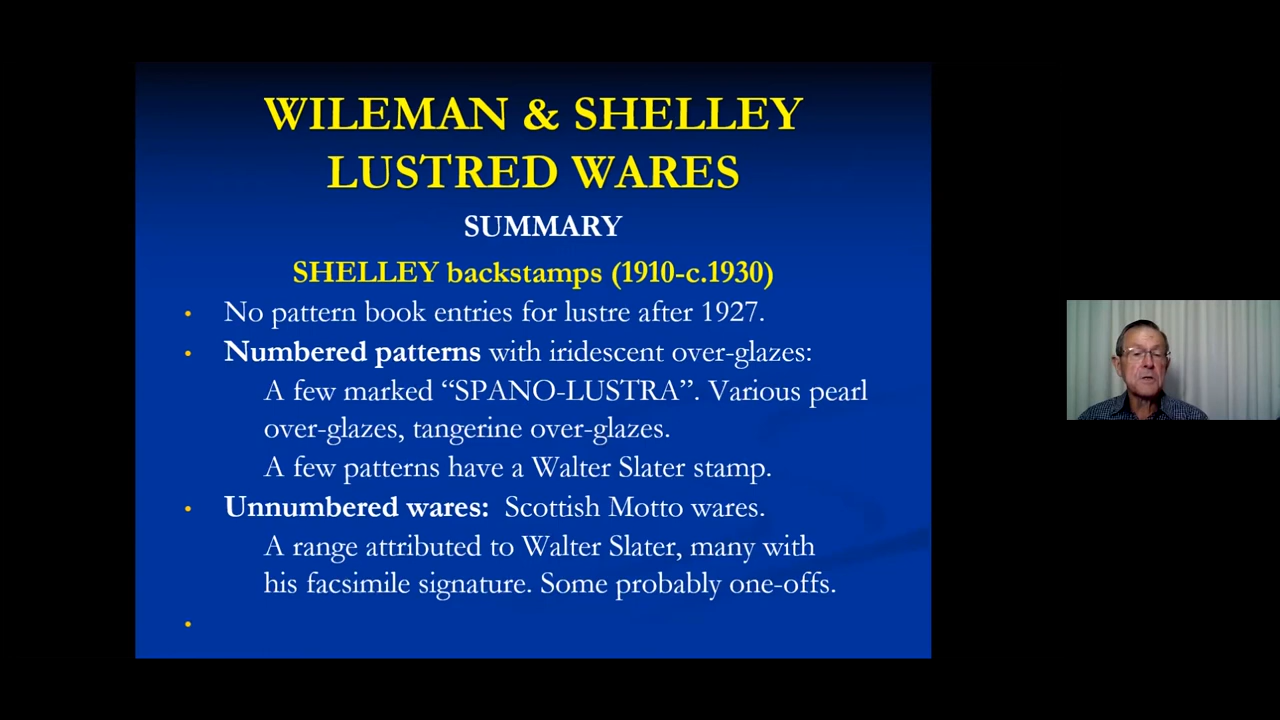 WILEMAN & SHELLEY
LUSTRED WARES
SUMMARY
SHELLEY backstamps (1910-c.1930)
• No pattern book entries for lustre after 1927.
• Numbered patterns with iridescent over-glazes:
A few marked “SPANO-LUSTRA”. Various pearl
over-glazes, tangerine over-glazes.
A few patterns have a Walter Slater stamp.
• Unnumbered wares: Scottish Motto wares.
A range attributed to Walter Slater, many with
his facsimile signature. Some probably one-offs.
•